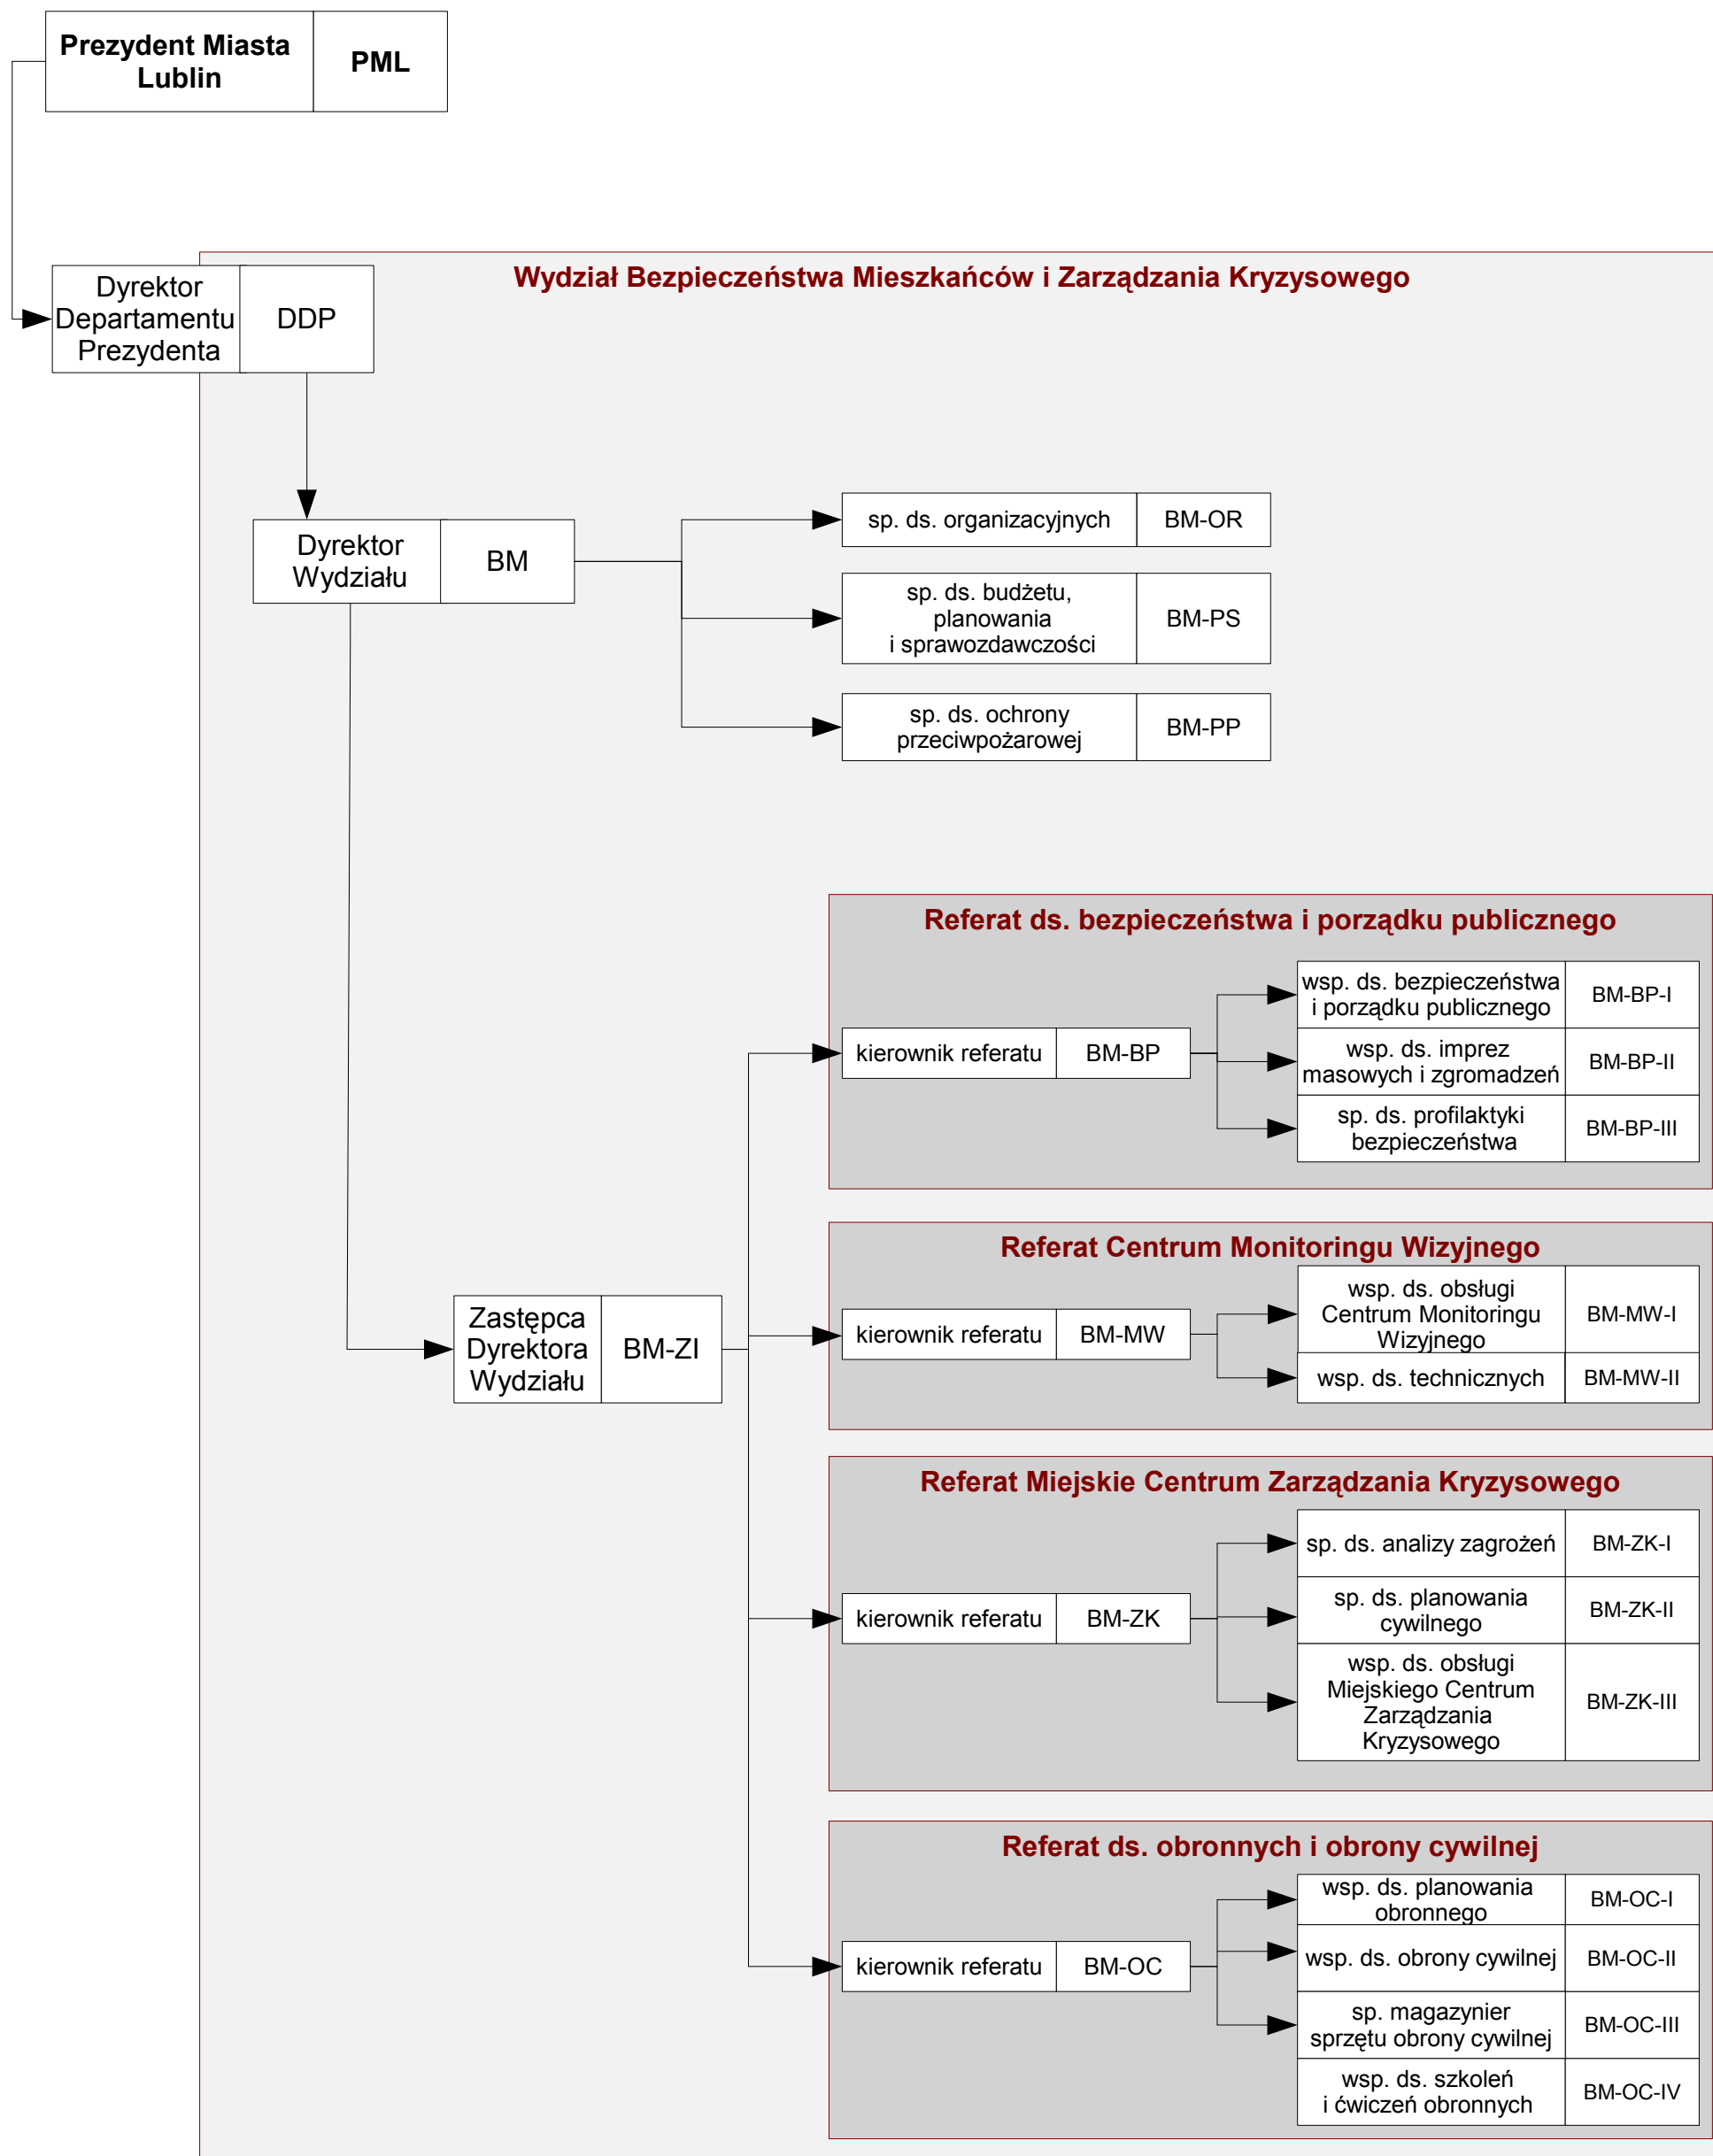 Prezydent Miasta
Lublin
PML
Wydział Bezpieczeństwa Mieszkańców i Zarządzania Kryzysowego
Dyrektor
Departamentu
Prezydenta
DDP
Dyrektor
Wydziału
BM
sp. ds. organizacyjnych
BM-OR
sp. ds. budżetu,
planowania
i sprawozdawczości
BM-PS
sp. ds. ochrony
przeciwpożarowej
BM-PP
Zastępca
Dyrektora
Wydziału
BM-ZI
Referat ds. bezpieczeństwa i porządku publicznego
kierownik referatu
BM-BP
wsp. ds. bezpieczeństwa
i porządku publicznego
BM-BP-I
wsp. ds. imprez
masowych i zgromadzeń
BM-BP-II
sp. ds. profilaktyki
bezpieczeństwa
BM-BP-III
Referat Centrum Monitoringu Wizyjnego
kierownik referatu
BM-MW
wsp. ds. obsługi
Centrum Monitoringu
Wizyjnego
BM-MW-I
wsp. ds. technicznych
BM-MW-II
Referat Miejskie Centrum Zarządzania Kryzysowego
kierownik referatu
BM-ZK
sp. ds. analizy zagrożeń
BM-ZK-I
sp. ds. planowania
cywilnego
BM-ZK-II
wsp. ds. obsługi
Miejskiego Centrum
Zarządzania
Kryzysowego
BM-ZK-III
Referat ds. obronnych i obrony cywilnej
kierownik referatu
BM-OC
wsp. ds. planowania
obronnego
BM-OC-I
wsp. ds. obrony cywilnej
BM-OC-II
sp. magazynier
sprzętu obrony cywilnej
BM-OC-III
wsp. ds. szkoleń
i ćwiczeń obronnych
BM-OC-IV